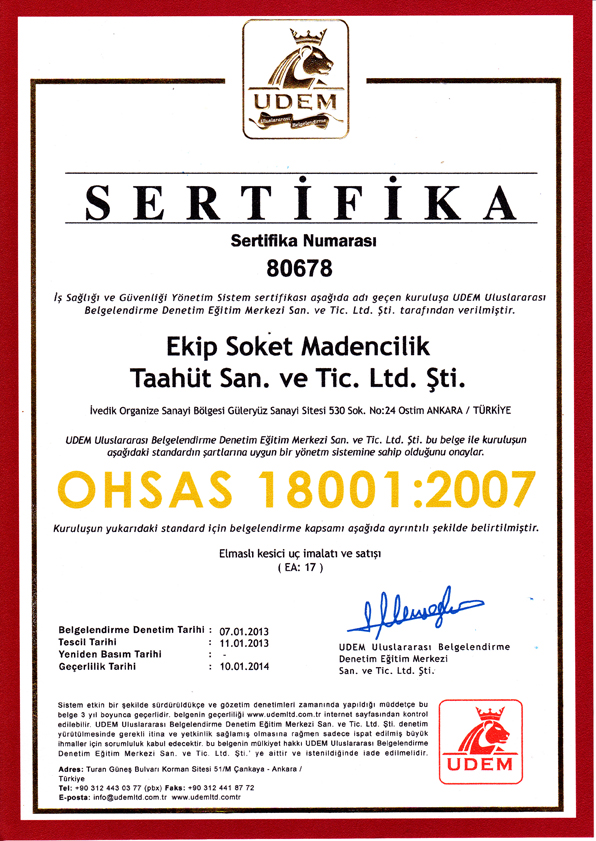 UDEM
Uluslararası Belgelendirme
SERTİFİKA
Sertifika Numarası
80678
İş Sağlığı ve Güvenliği Yönetim Sistem sertifikası aşağıda adı geçen kuruluşa UDEM Uluslararası
Belgelendirme Denetim Eğitim Merkezi San. ve Tic. Ltd. Şti. tarafından verilmiştir.
Ekip Soket Madencilik
Taahüt San. ve Tic. Ltd. Şti.
İvedik Organize Sanayi Bölgesi Güleryüz Sanayi Sitesi 530 Sok. No:24 Ostim ANKARA / TÜRKİYE
UDEM Uluslararası Belgelendirme Denetim Eğitim Merkezi San. ve Tic. Ltd. Şti. bu belge ile kuruluşun
aşağıdaki standardın şartlarına uygun bir yönetm sistemine sahip olduğunu onaylar.
OHSAS 18001:2007
Kuruluşun yukarıdaki standard için belgelendirme kapsamı aşağıda ayrıntılı şekilde belirtilmiştir.
Elmaslı kesici uç imalatı ve satışı
( EA: 17 )
Belgelendirme Denetim Tarihi : 07.01.2013
Tescil Tarihi : 11.01.2013
Yeniden Basım Tarihi : -
Geçerlilik Tarihi : 10.01.2014
UDEM Uluslararası Belgelendirme
Denetim Eğitim Merkezi
San. ve Tic. Ltd. Şti.
Sistem etkin bir şekilde sürdürüldükçe ve gözetim denetimleri zamanında yapıldığı müddetçe bu
belge 3 yıl boyunca geçerlidir. belgenin geçerliliği www.udemltd.com.tr internet sayfasından kontrol
edilebilir. UDEM Uluslararası Belgelendirme Denetim Eğitim Merkezi San. ve Tic. Ltd. Şti. denetim
yürütülmesinde gerekli itina ve yetkinlik sağlamış olmasına rağmen sadece ispat edilmiş büyük
ihmaller için sorumluluk kabul edecektir. bu belgenin mülkiyet hakkı UDEM Uluslararası Belgelendirme
Denetim Eğitim Merkezi San. ve Tic. Ltd. Şti.' ye aittir ve istenildiğinde iade edilmelidir.
Adres: Turan Güneş Bulvarı Korman Sitesi 51/M Çankaya - Ankara /
Türkiye
Tel: +90 312 443 03 77 (pbx) Faks: +90 312 441 87 72
E-posta: info@udemltd.com.tr www.udemltd.comtr
UDEM